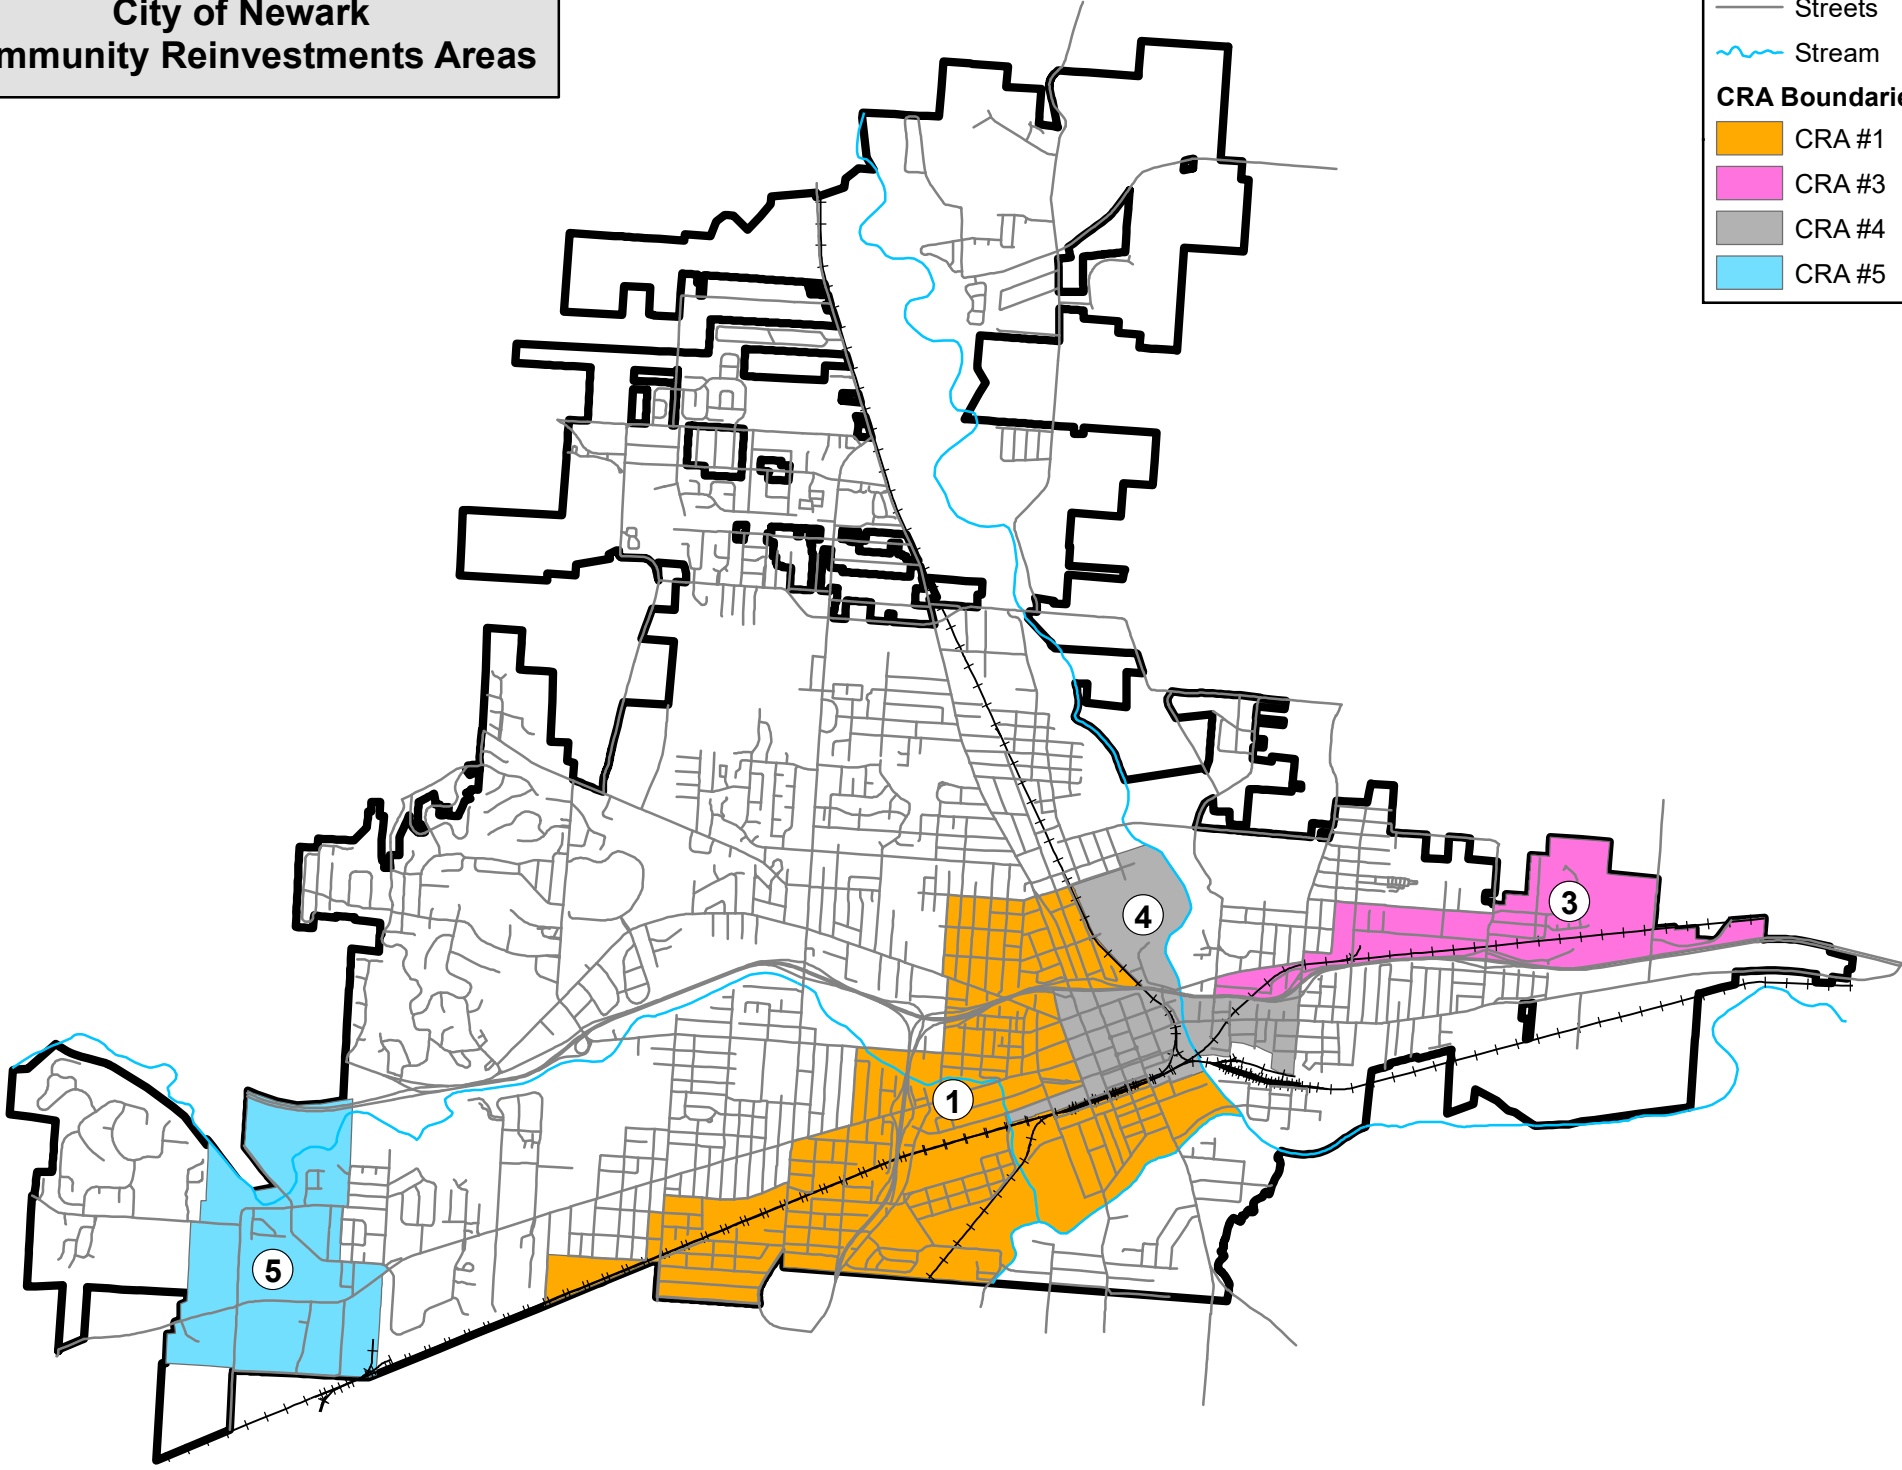 City of Newark
mmunity Reinvestments Areas
Streets
Stream
CRA Boundarie
CRA #1
CRA #3
CRA #4
CRA #5
3
4
1
5